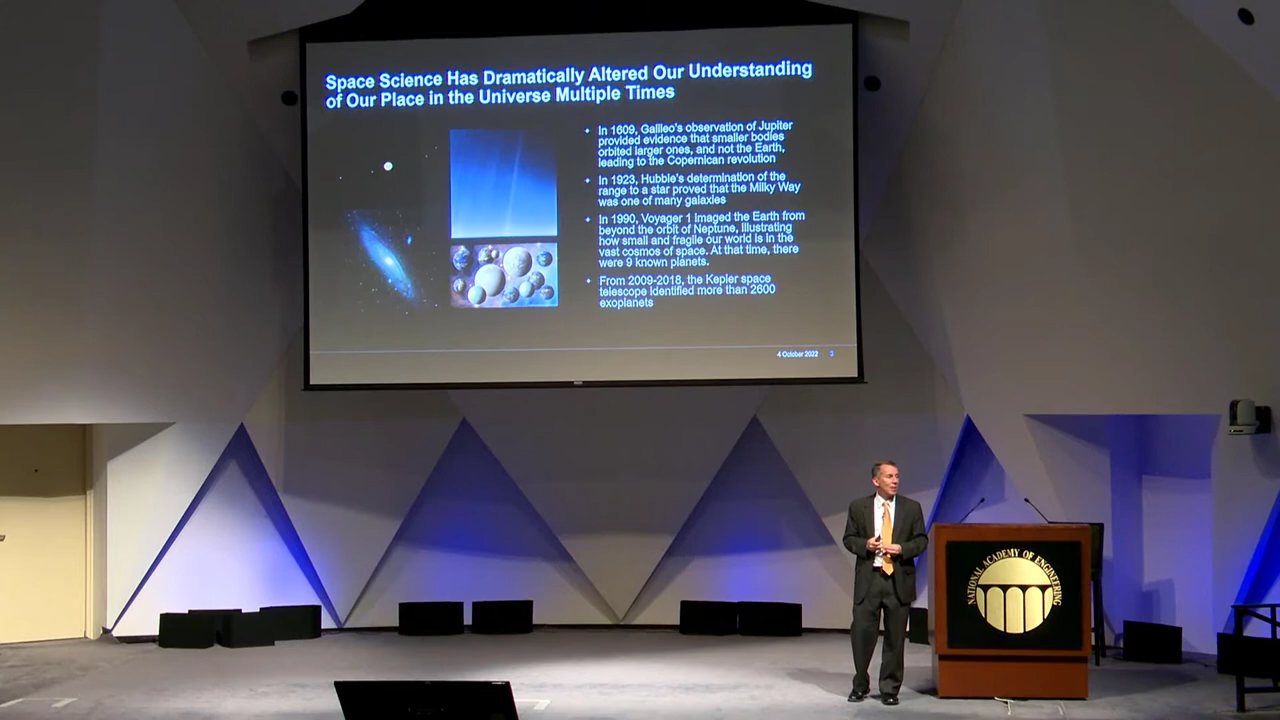 Space Science Has Dramatically Altered Our Understanding
of Our Place in the Universe Multiple Times
+ In 1609, Galileo's observation of Jupiter
provided evidence that smaller bodies
orbited larger ones, and not the Earth,
leading to the Copernican revolution
+ In 1923, Hubble's determination of the
range to a star proved that the Milky Way
was one of many galaxies
+ In 1990, Voyager 1 imaged the Earth from
beyond the orbit of Neptune, illustrating
how small and fragile our world is in the
vast cosmos of space. At that time, there
were 9 known planets.
+ From 2009-2018, the Kepler space
telescope identified more than 2600
exoplanets
4 October 2022 3
NATIONAL ACADEMY OF ENGINEERING